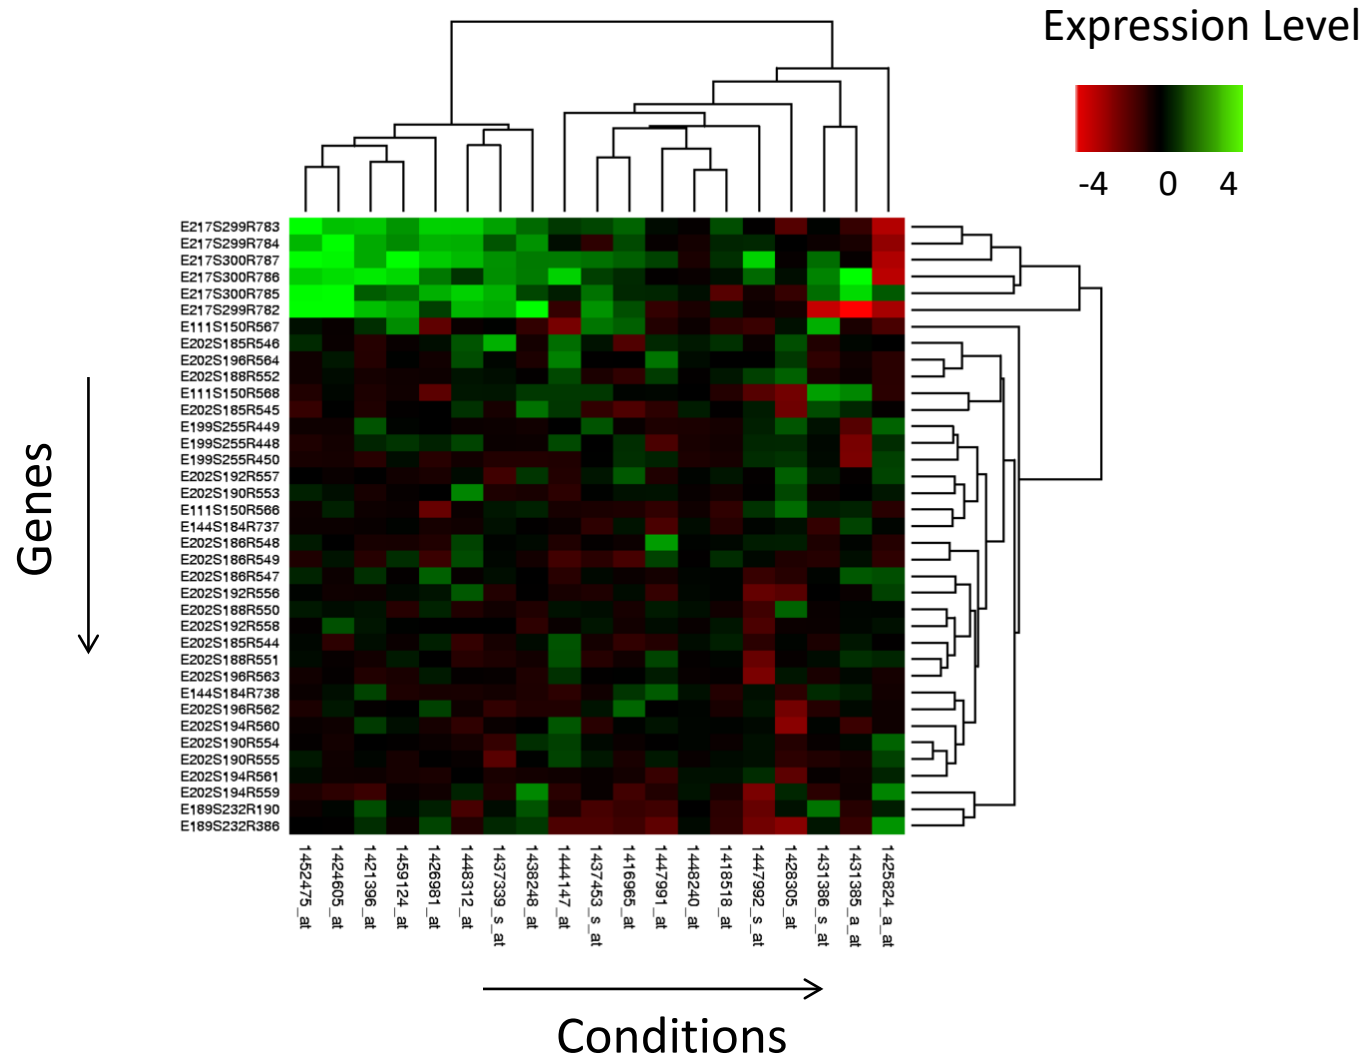 Expression Level
-4 0 4
E217S299R783
E217S299R784
E217S300R787
E217S300R786
E217S300R785
E217S299R782
E111S150R567
E202S185R546
E202S196R564
E202S188R552
E111S150R568
E202S185R545
E199S255R449
E199S255R448
E199S255R450
E202S192R557
E202S190R553
E111S150R566
E144S184R737
E202S186R548
E202S186R549
E202S186R547
E202S192R556
E202S188R550
E202S192R558
E202S185R544
E202S188R551
E202S196R563
E144S184R738
E202S196R562
E202S194R560
E202S190R554
E202S190R555
E202S194R561
E202S194R559
E189S232R190
E189S232R386
Genes
1452475_at
1424605_at
1421396_at
1459124_at
1426981_at
1448312_at
1437339_s_at
1438248_at
1444147_at
1437453_s_at
1416965_at
1447991_at
1448240_at
1418518_at
1447992_s_at
1428305_at
1431386_s_at
1431385_a_at
1425824_a_at
Conditions